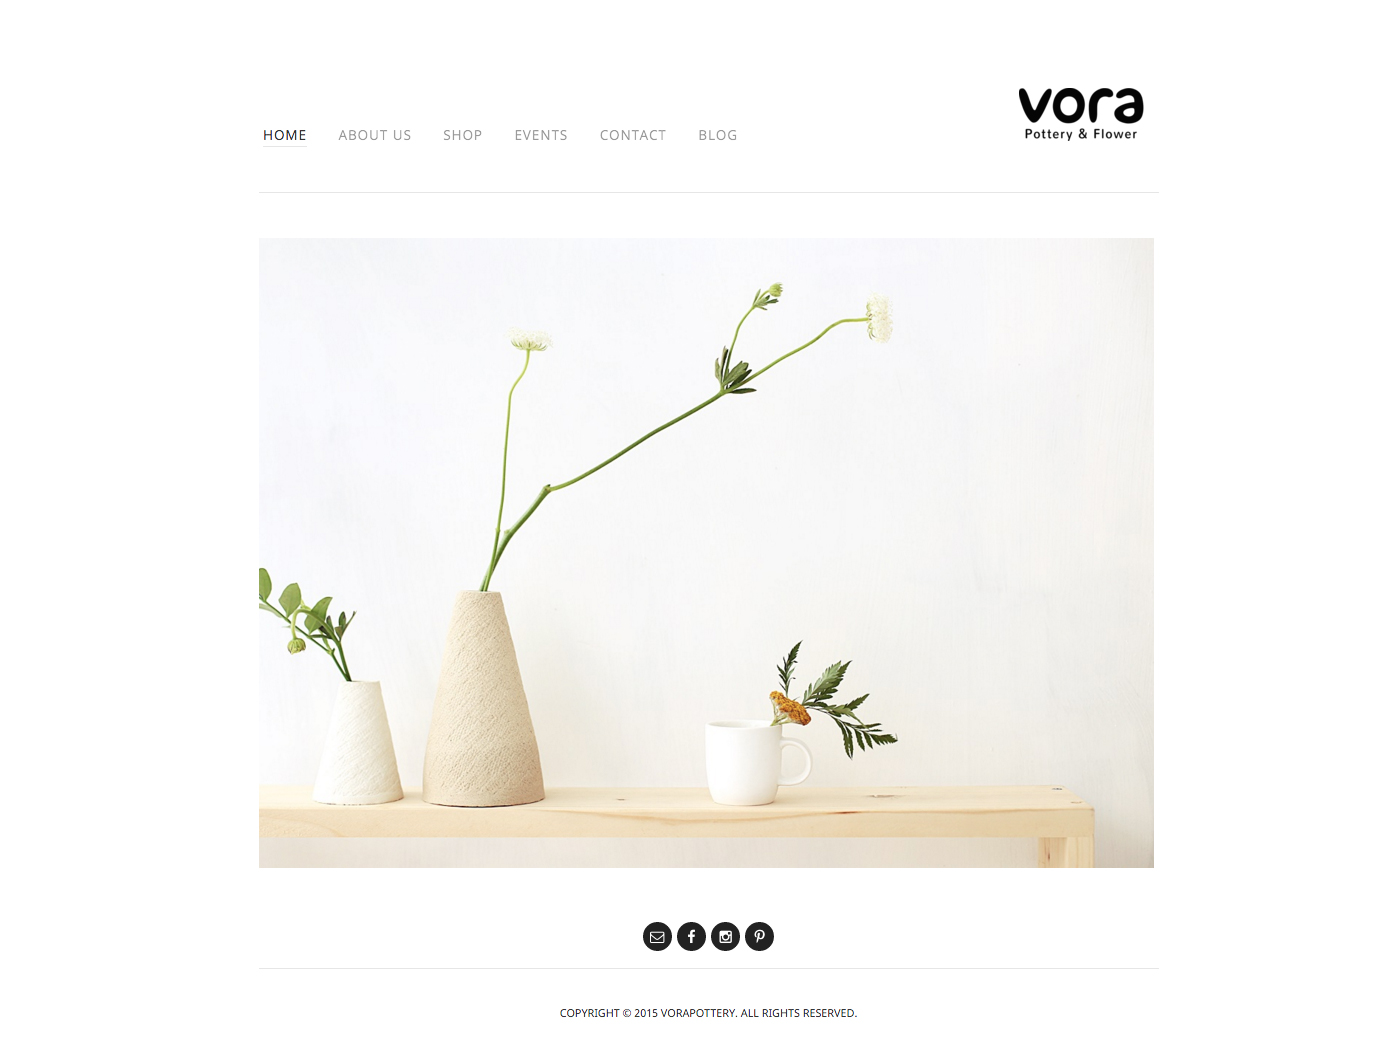 vora
Pottery & Flower
HOME ABOUT US SHOP EVENTS CONTACT BLOG
COPYRIGHT © 2015 VORAPOTTERY. ALL RIGHTS RESERVED.